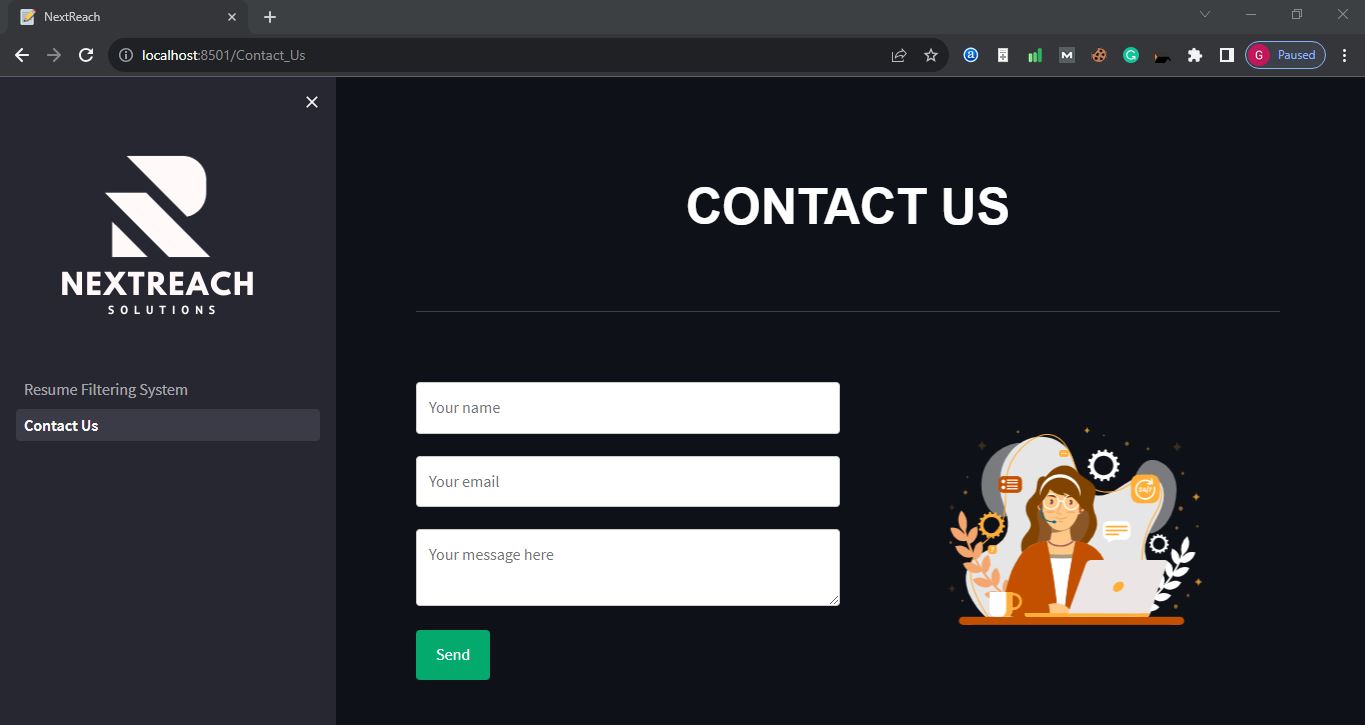 NextReach
localhost:8501/Contact_Us
G Paused
NEXTREACH
SOLUTIONS
Resume Filtering System
Contact Us
CONTACT US
Your name
Your email
Your message here
Send
24/7